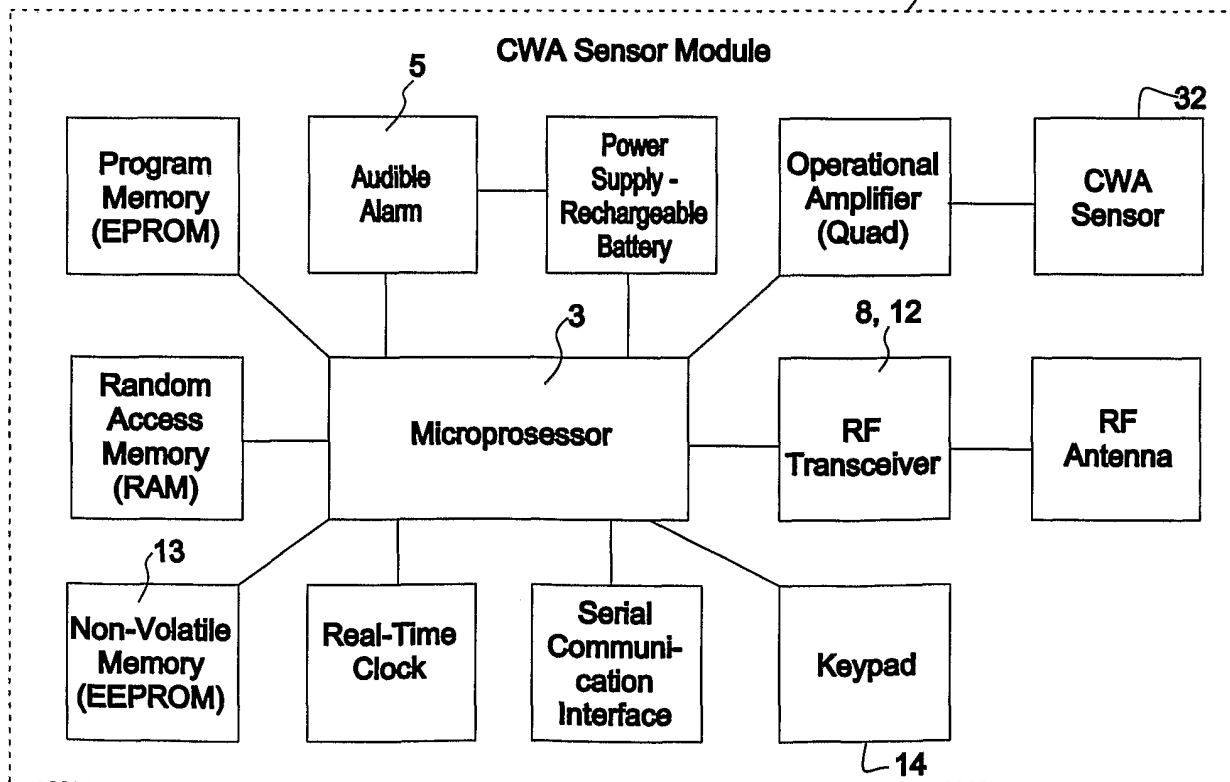 CWA Sensor Module
5
32
Program
Memory
(EPROM)
Audible
Alarm
Power
Supply -
Rechargeable
Battery
Operational
Amplifier
(Quad)
CWA
Sensor
3
8, 12
Random
Access
Memory
(RAM)
Microprosessor
RF
Transceiver
RF
Antenna
13
Non-Volatile
Memory
(EEPROM)
Real-Time
Clock
Serial
Communi-
cation
Interface
Keypad
14